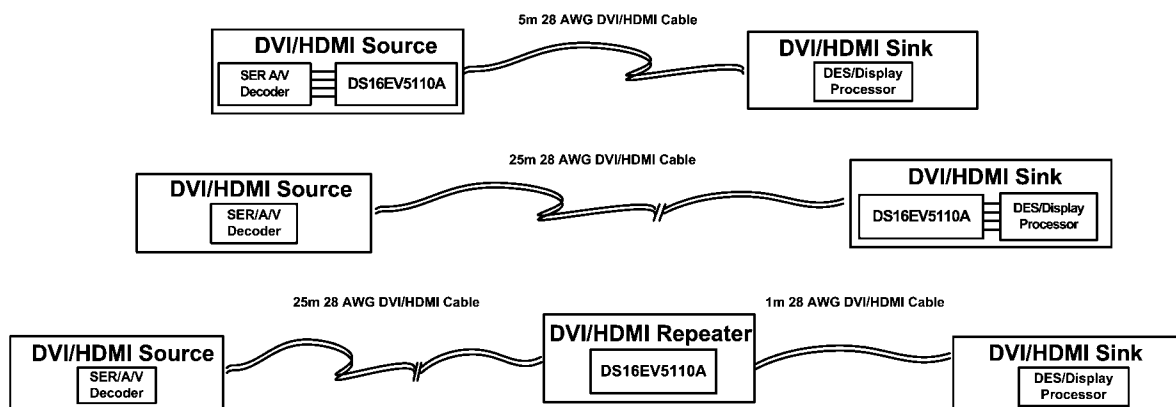 5m 28 AWG DVI/HDMI Cable
DVI/HDMI Source
SER A/V
Decoder
DS16EV5110A
DVI/HDMI Sink
DES/Display
Processor
25m 28 AWG DVI/HDMI Cable
DVI/HDMI Source
SER/A/V
Decoder
DVI/HDMI Sink
DS16EV5110A
DES/Display
Processor
25m 28 AWG DVI/HDMI Cable
1m 28 AWG DVI/HDMI Cable
DVI/HDMI Source
SER/A/V
Decoder
DVI/HDMI Repeater
DS16EV5110A
DVI/HDMI Sink
DES/Display
Processor